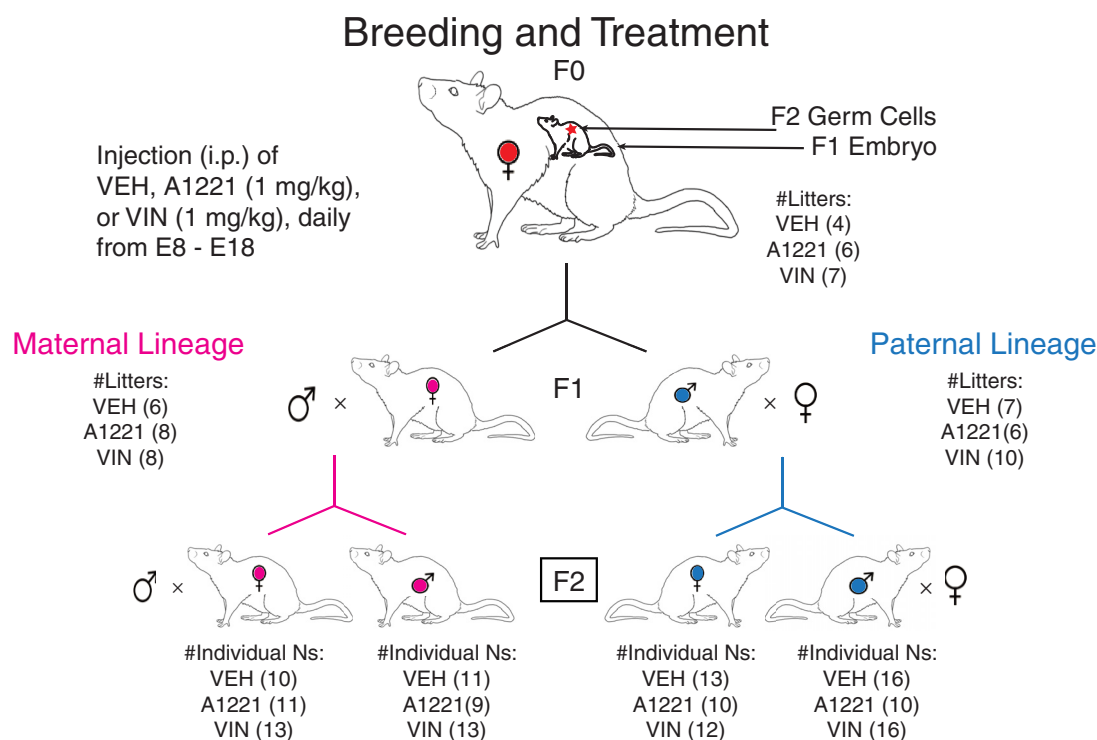 Breeding and Treatment
F0
F2 Germ Cells
F1 Embryo
Injection (i.p.) of
VEH, A1221 (1 mg/kg),
or VIN (1 mg/kg), daily
from E8 - E18
#Litters:
VEH (4)
A1221 (6)
VIN (7)
Maternal Lineage
#Litters:
VEH (6)
A1221 (8)
VIN (8)
♂ ×
F1
× ♀
Paternal Lineage
#Litters:
VEH (7)
A1221(6)
VIN (10)
♂ ×
F2
× ♀
#Individual Ns:
VEH (10)
A1221 (11)
VIN (13)
#Individual Ns:
VEH (11)
A1221(9)
VIN (13)
#Individual Ns:
VEH (13)
A1221 (10)
VIN (12)
#Individual Ns:
VEH (16)
A1221 (10)
VIN (16)